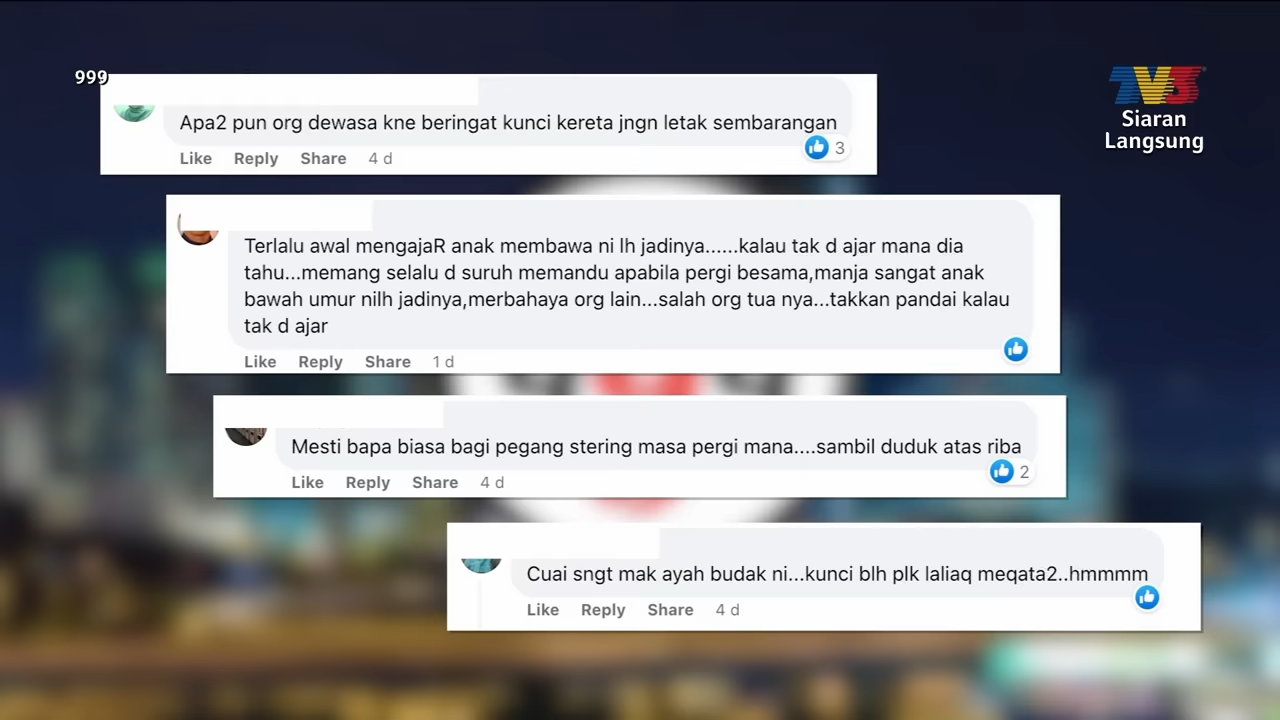 999
TV3
Siaran
Langsung
Apa2 pun org dewasa kne beringat kunci kereta jngn letak sembarangan
3
Like Reply Share 4 d
Terlalu awal mengajaR anak membawa ni lh jadinya......kalau tak d ajar mana dia
tahu...memang selalu d suruh memandu apabila pergi besama,manja sangat anak
bawah umur nilh jadinya,merbahaya org lain...salah org tua nya...takkan pandai kalau
tak d ajar
Like Reply Share 1 d
Mesti bapa biasa bagi pegang stering masa pergi mana....sambil duduk atas riba
2
Like Reply Share 4 d
Cuai sngt mak ayah budak ni...kunci blh plk laliaq meqata2..hmmmm
Like Reply Share 4 d